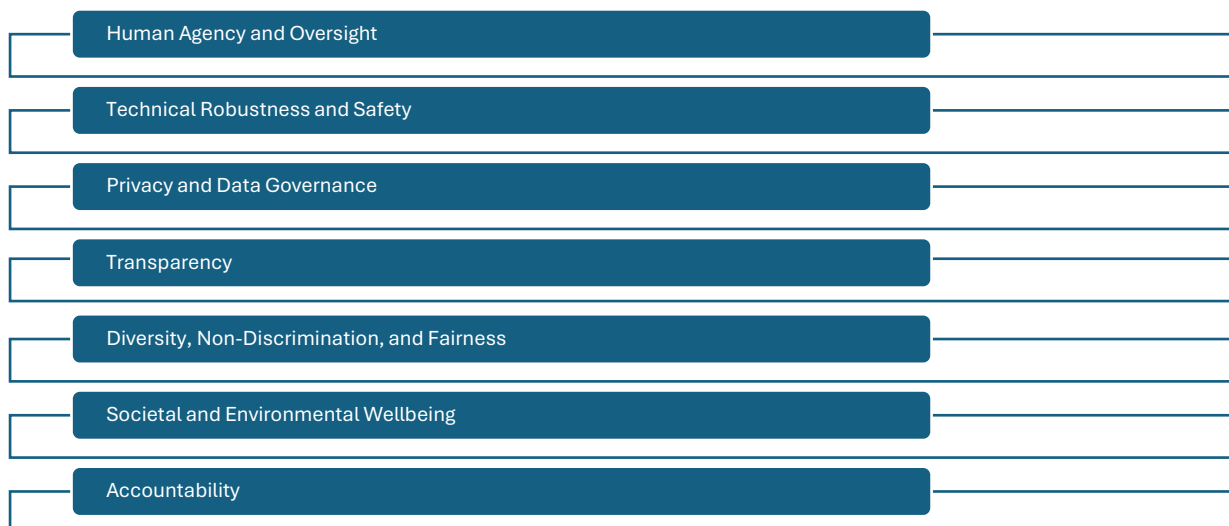 Human Agency and Oversight
Technical Robustness and Safety
Privacy and Data Governance
Transparency
Diversity, Non-Discrimination, and Fairness
Societal and Environmental Wellbeing
Accountability